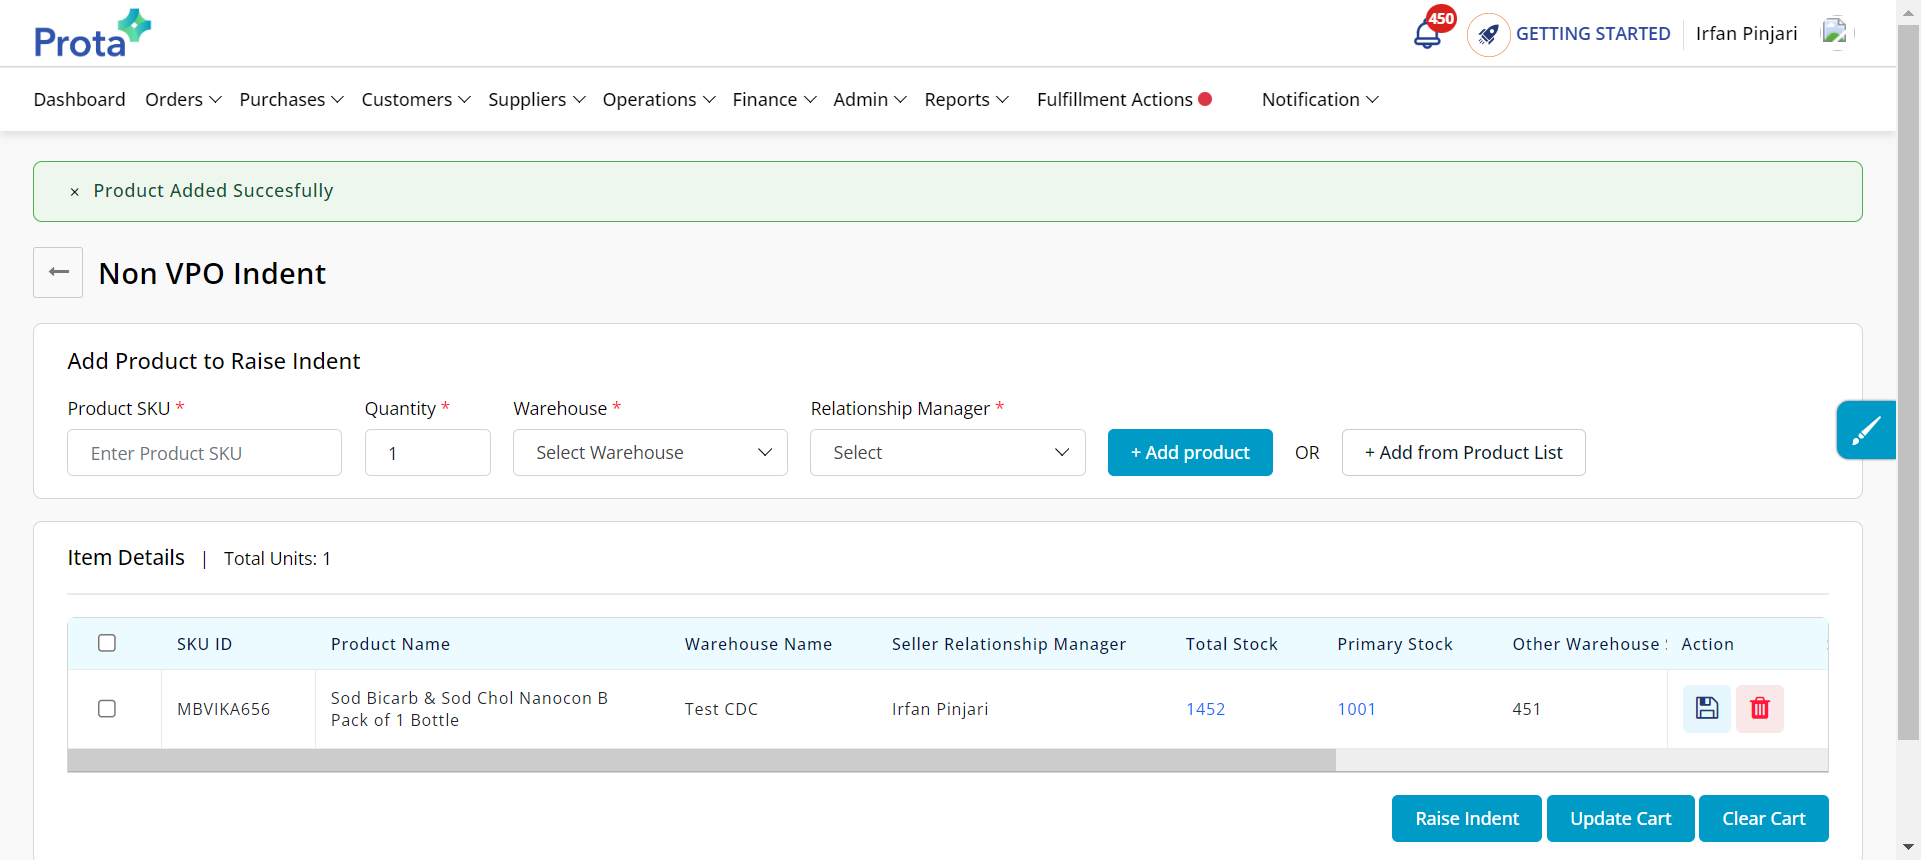 Prota
450
GETTING STARTED
Irfan Pinjari
Dashboard Orders Purchases Customers Suppliers Operations Finance Admin Reports Fulfillment Actions Notification
× Product Added Succesfully
Non VPO Indent
Add Product to Raise Indent
Product SKU * Quantity * Warehouse * Relationship Manager *
Enter Product SKU 1 Select Warehouse Select + Add product OR + Add from Product List
Item Details | Total Units: 1
SKU ID Product Name Warehouse Name Seller Relationship Manager Total Stock Primary Stock Other Warehouse Action
MBVIKA656 Sod Bicarb & Sod Chol Nanocon B Test CDC Irfan Pinjari 1452 1001 451
Pack of 1 Bottle
Raise Indent Update Cart Clear Cart